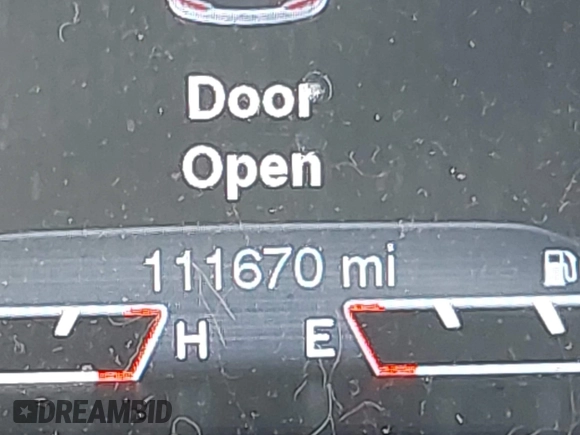 Door
Open
111670 mi
H E
DREAMBID